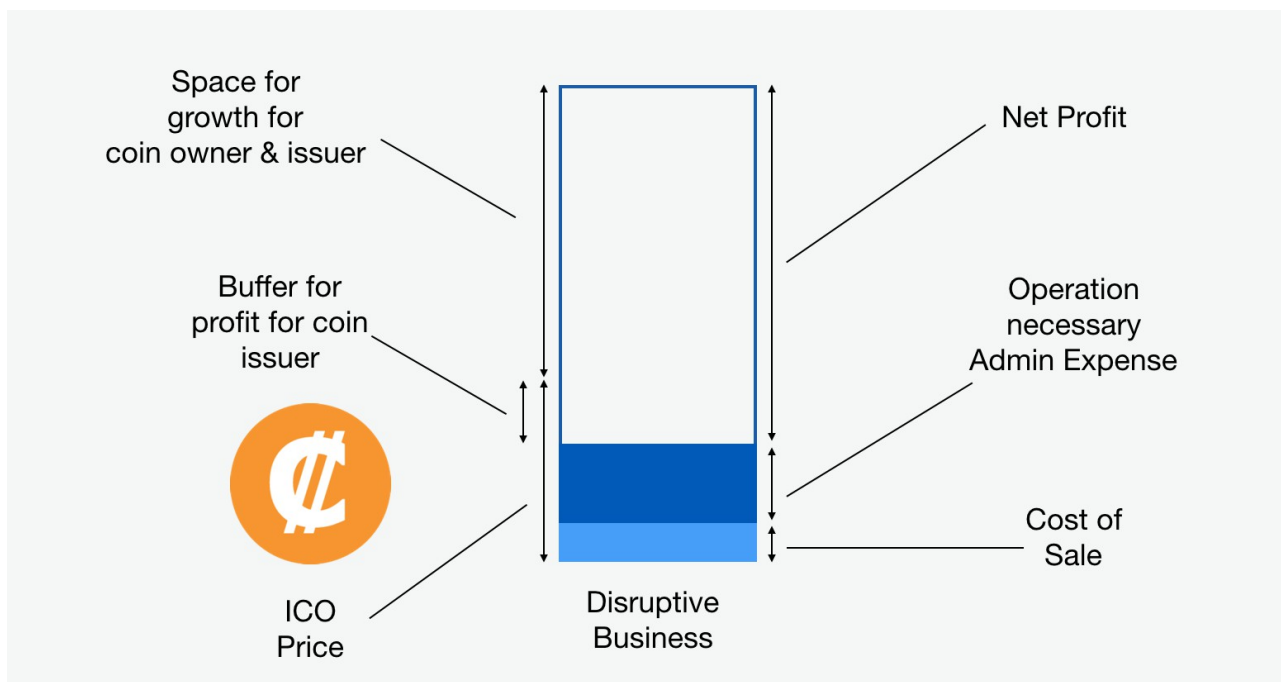 Space for
growth for
coin owner & issuer
Net Profit
Buffer for
profit for coin
issuer
Operation
necessary
Admin Expense
Cost of
Sale
ICO
Price
Disruptive
Business